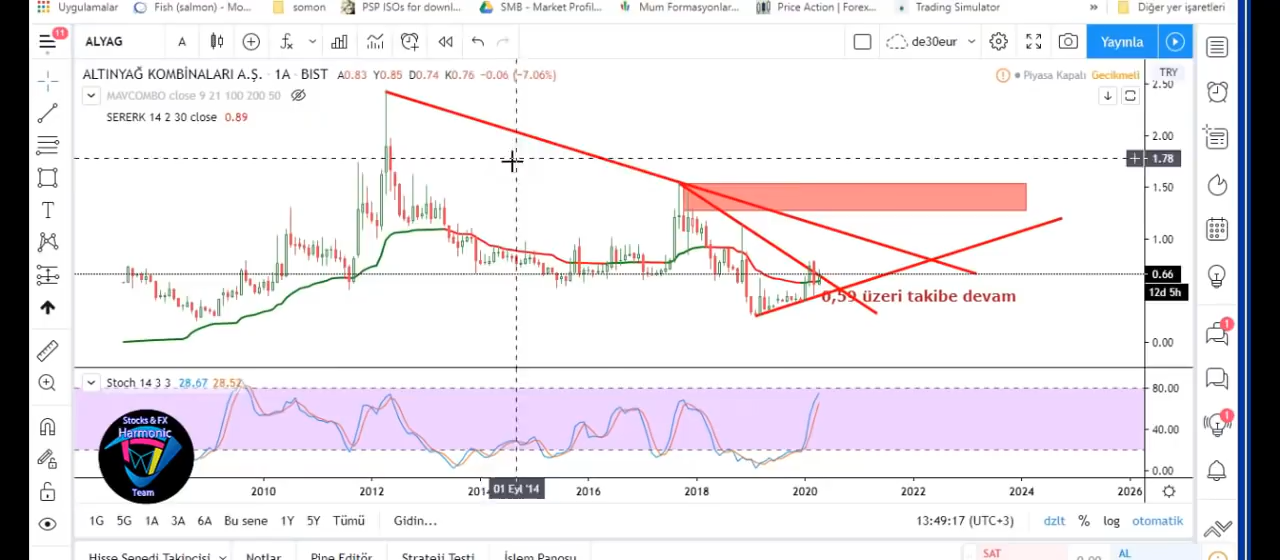 Uygulamalar Fish (salmon) - Mo... somon PSP ISOs for downl... SMB - Market Profil... Mum Formasyonlar... Price Action | Forex... Trading Simulator » Diğer yer işaretleri
11 ALYAG A de30eur Yayınla
ALTINYAĞ KOMBİNALARI A.Ş. · 1A · BIST A0.83 Y0.85 D0.74 K0.76 −0.06 (−7.06%) Piyasa Kapalı Gecikmeli TRY
MAVCOMBO close 9 21 100 200 50
SERERK 14 2 30 close 0.89
2.50
2.00
1.78
1.50
1.00
0.66
12d 5h
0,59 üzeri takibe devam
0.00
1
Stoch 14 3 3 28.67 28.52
80.00
40.00
0.00
1
Stocks & FX
Harmonic
Team
2010 2012 2014 01 Eyl '14 2016 2018 2020 2022 2024 2026
1G 5G 1A 3A 6A Bu sene 1Y 5Y Tümü Gidin... 13:49:17 (UTC+3) dzlt % log otomatik
Hisse Senedi Takipçisi Notlar Pine Editör Strateji Testi İşlem Panosu SAT 0.00 AL